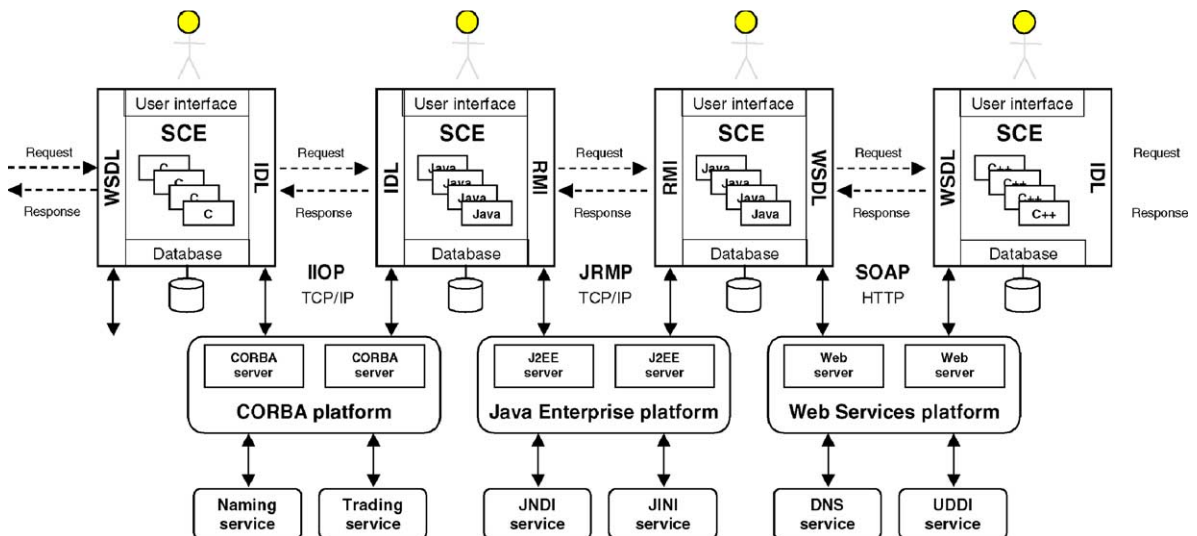 User interface
User interface
User interface
User interface
SCE
SCE
SCE
SCE
WSDL
IDL
IDL
RMI
RMI
WSDL
WSDL
IDL
Request
Request
Request
Request
Request
Response
Response
Response
Response
Response
C
C
C
C
Java
Java
Java
Java
Java
Java
Java
Java
C++
C++
C++
C++
Database
Database
Database
Database
IIOP
TCP/IP
JRMP
TCP/IP
SOAP
HTTP
CORBA
server
CORBA
server
J2EE
server
J2EE
server
Web
server
Web
server
CORBA platform
Java Enterprise platform
Web Services platform
Naming
service
Trading
service
JNDI
service
JINI
service
DNS
service
UDDI
service